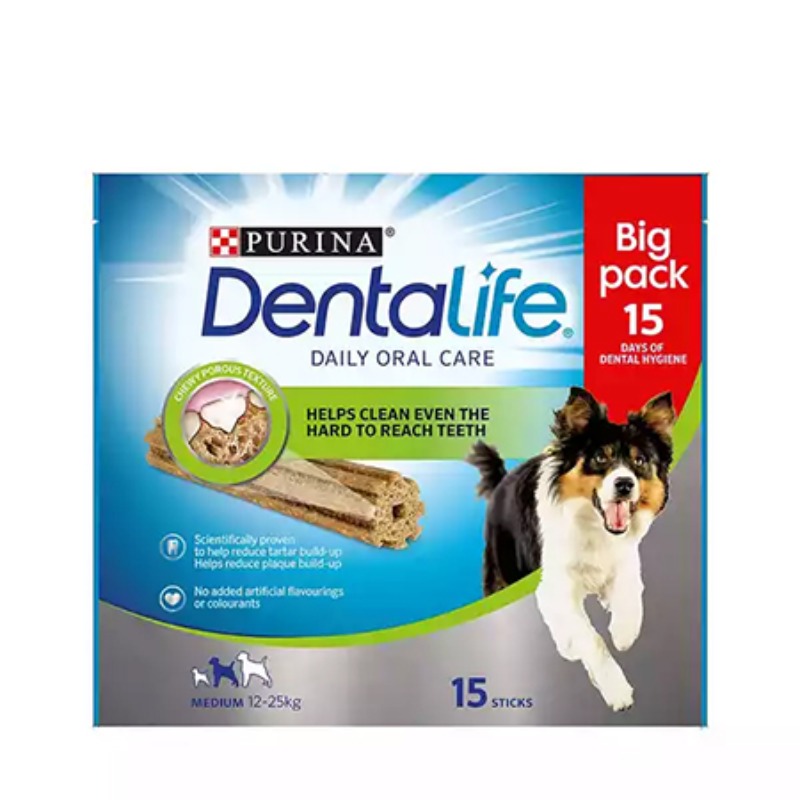 PURINA®
Dentalife®
DAILY ORAL CARE
Big
pack
15
DAYS OF
DENTAL HYGIENE
CHEWY POROUS TEXTURE
HELPS CLEAN EVEN THE
HARD TO REACH TEETH
Scientifically proven
to help reduce tartar build-up
Helps reduce plaque build-up
No added artificial flavourings
or colourants
MEDIUM 12-25kg
15 STICKS